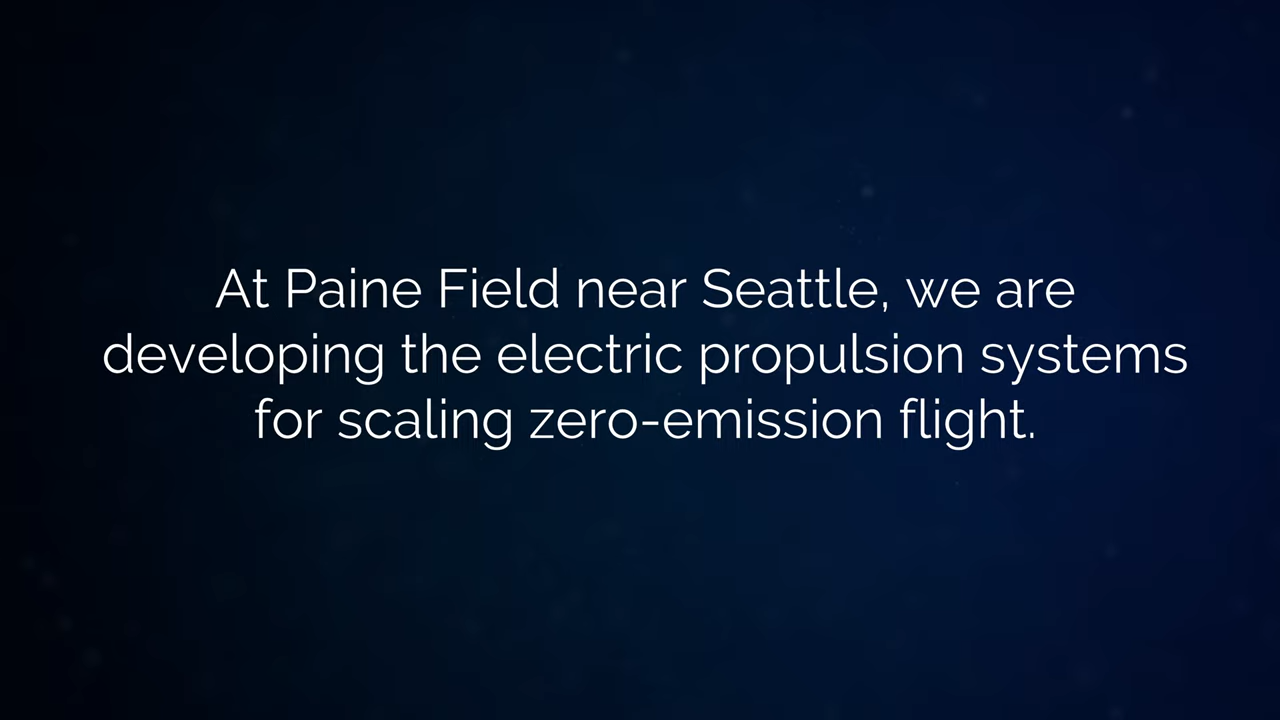 At Paine Field near Seattle, we are
developing the electric propulsion systems
for scaling zero-emission flight.